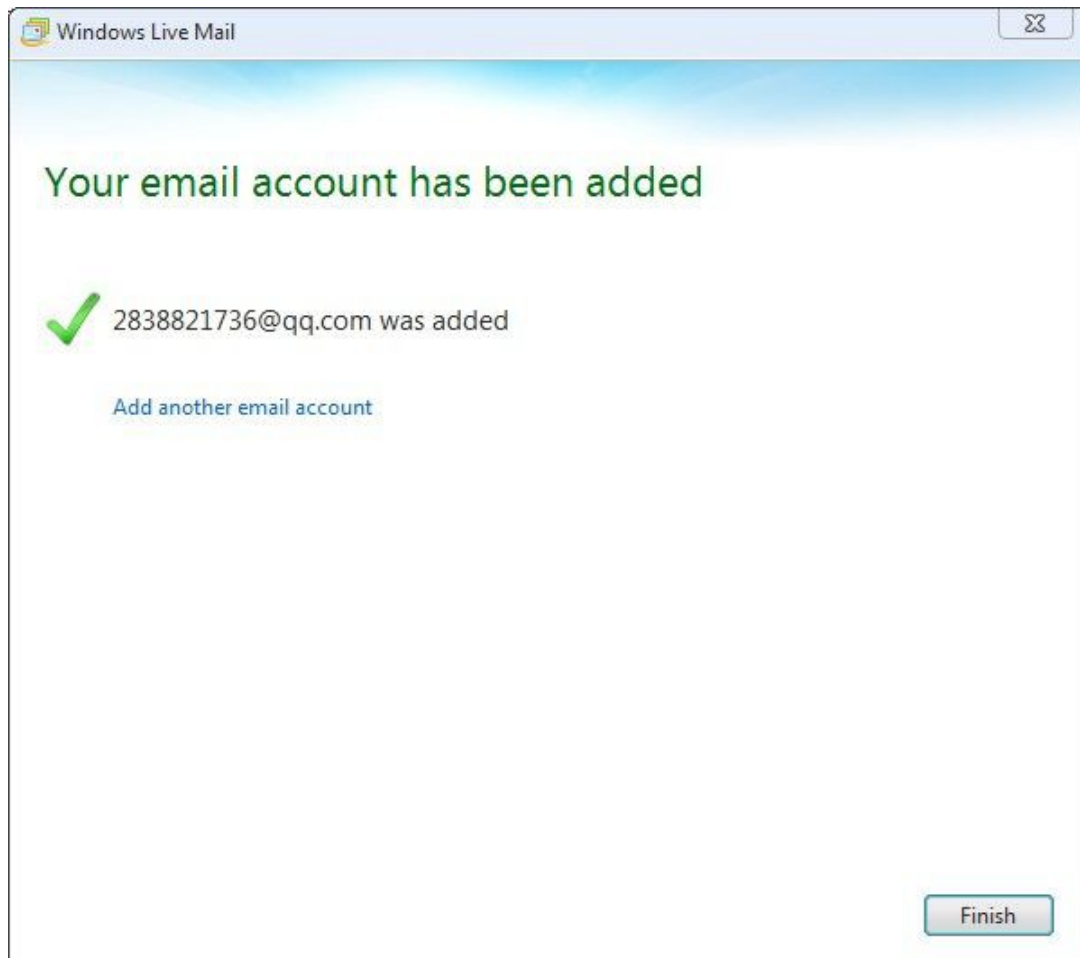 Windows Live Mail
Your email account has been added
2838821736@qq.com was added
Add another email account
Finish